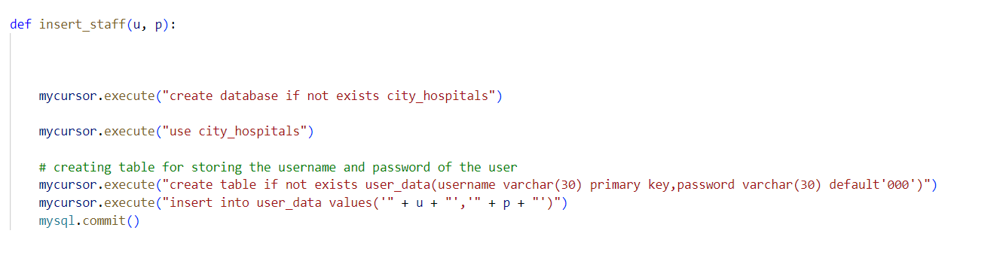 def insert_staff(u, p):
mycursor.execute("create database if not exists city_hospitals")
mycursor.execute("use city_hospitals")
# creating table for storing the username and password of the user
mycursor.execute("create table if not exists user_data(username varchar(30) primary key,password varchar(30) default'000')")
mycursor.execute("insert into user_data values('" + u + "','" + p + "')")
mysql.commit()